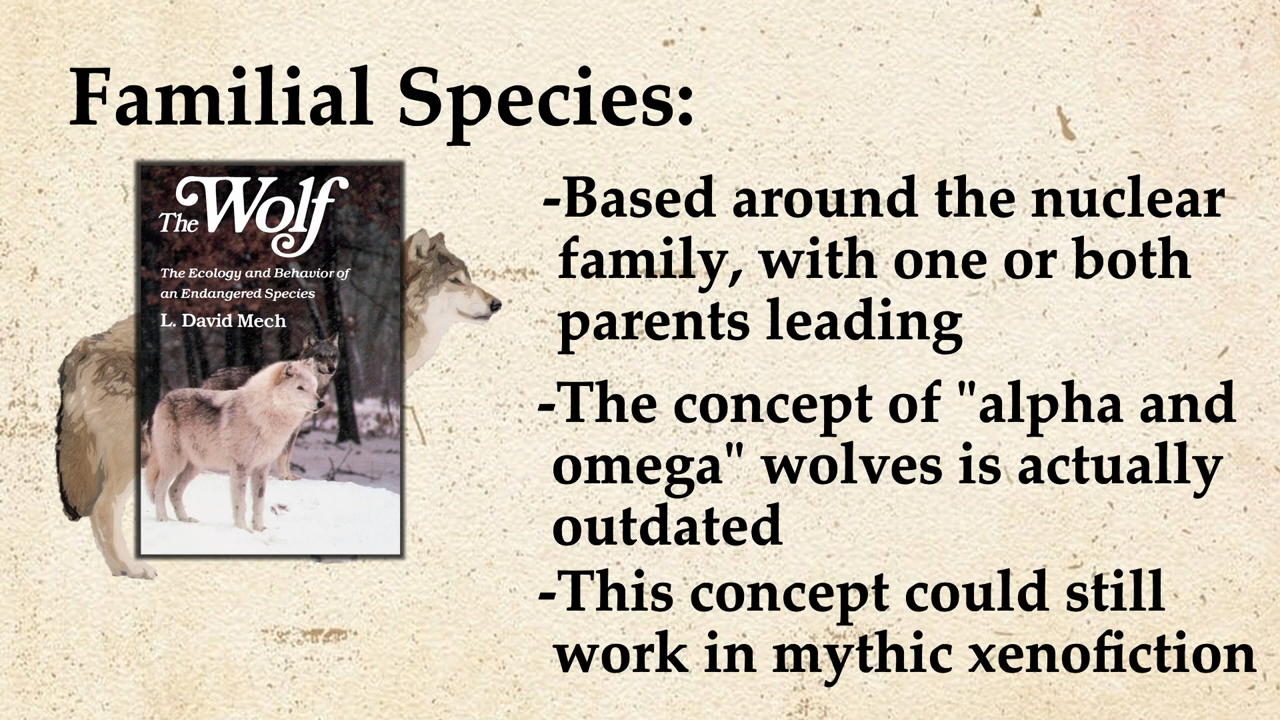 Familial Species:
The Wolf
The Ecology and Behavior of
an Endangered Species
L. David Mech
-Based around the nuclear
family, with one or both
parents leading
-The concept of "alpha and
omega" wolves is actually
outdated
-This concept could still
work in mythic xenofiction